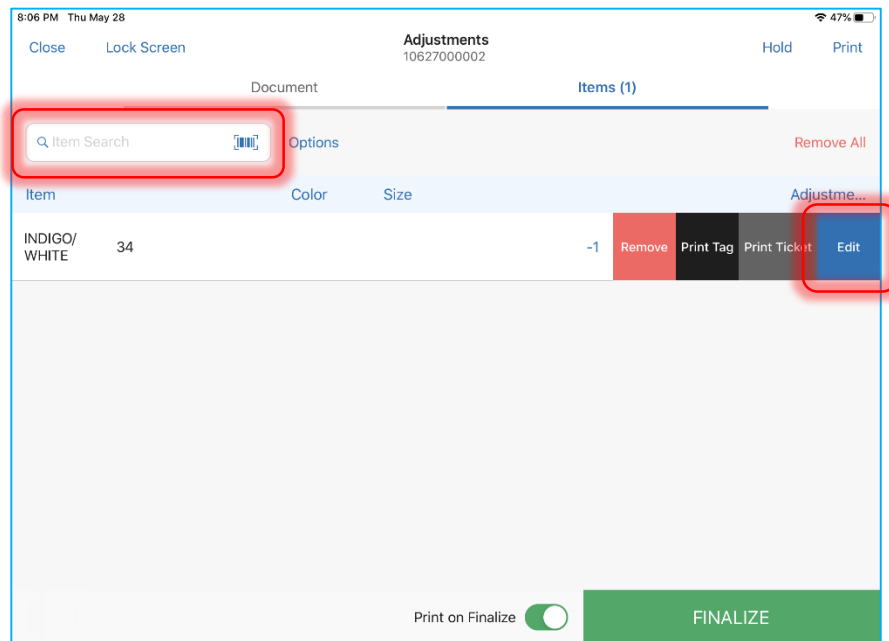 8:06 PM Thu May 28 47%
Close Lock Screen Adjustments Hold Print
10627000002
Document Items (1)
Item Search Options Remove All
Item Color Size Adjustme...
INDIGO/
WHITE 34 -1 Remove Print Tag Print Ticket Edit
Print on Finalize FINALIZE